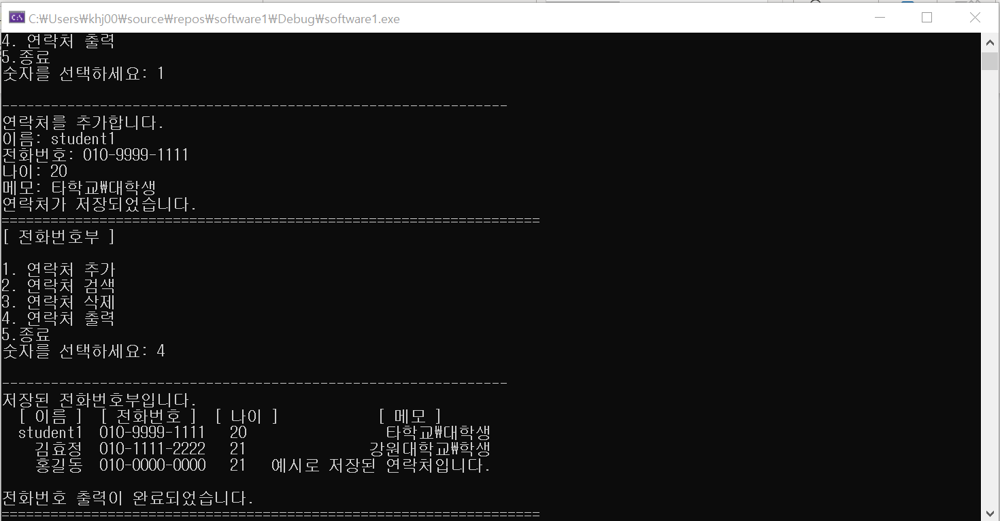 C:₩Users₩khj00₩source₩repos₩software1₩Debug₩software1.exe
4. 연락처 출력
5.종료
숫자를 선택하세요: 1
--------------------------------------------------------------
연락처를 추가합니다.
이름: student1
전화번호: 010-9999-1111
나이: 20
메모: 타학교₩대학생
연락처가 저장되었습니다.
==================================================================
[ 전화번호부 ]
1. 연락처 추가
2. 연락처 검색
3. 연락처 삭제
4. 연락처 출력
5.종료
숫자를 선택하세요: 4
--------------------------------------------------------------
저장된 전화번호부입니다.
[ 이름 ] [ 전화번호 ] [ 나이 ] [ 메모 ]
student1 010-9999-1111 20 타학교₩대학생
김효정 010-1111-2222 21 강원대학교₩학생
홍길동 010-0000-0000 21 예시로 저장된 연락처입니다.
전화번호 출력이 완료되었습니다.
==================================================================